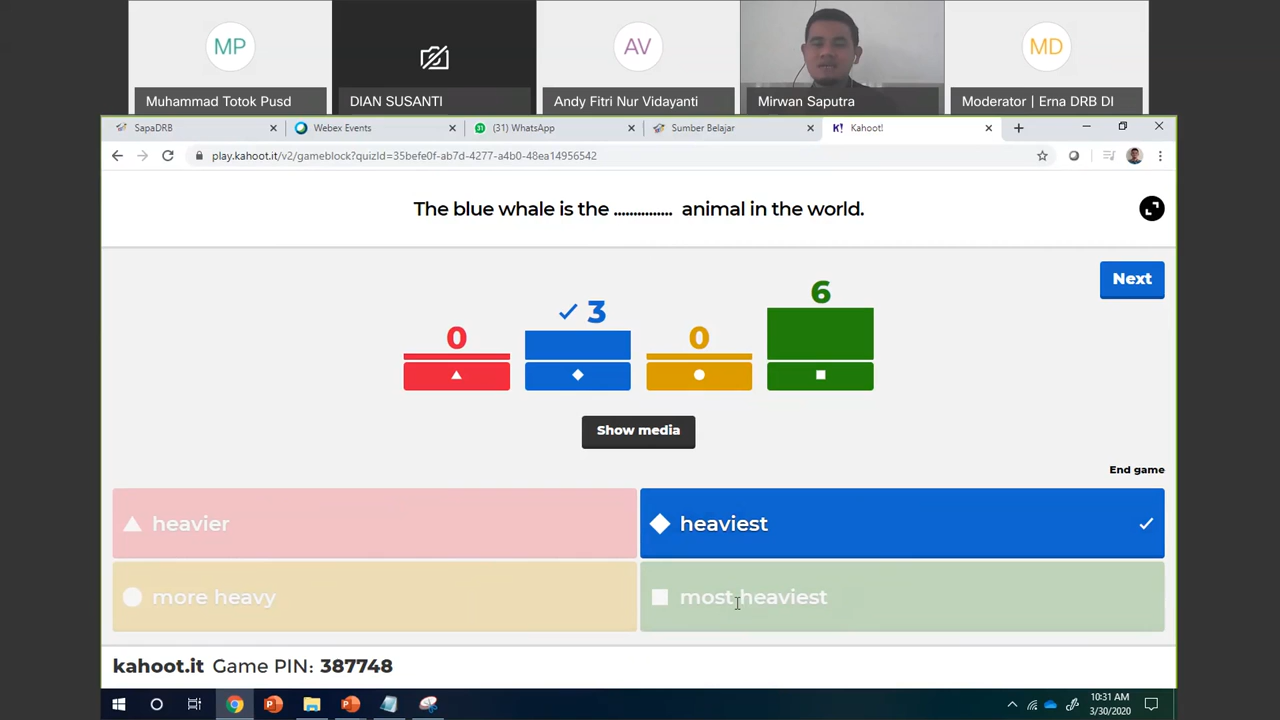 MP
AV
MD
Muhammad Totok Pusd
DIAN SUSANTI
Andy Fitri Nur Vidayanti
Mirwan Saputra
Moderator | Erna DRB DI
SapaDRB
Webex Events
(31) WhatsApp
Sumber Belajar
K! Kahoot!
play.kahoot.it/v2/gameblock?quizId=35befe0f-ab7d-4277-a4b0-48ea14956542
The blue whale is the ............... animal in the world.
Next
0
3
0
6
Show media
End game
heavier
heaviest
more heavy
most heaviest
kahoot.it Game PIN: 387748
10:31 AM
3/30/2020